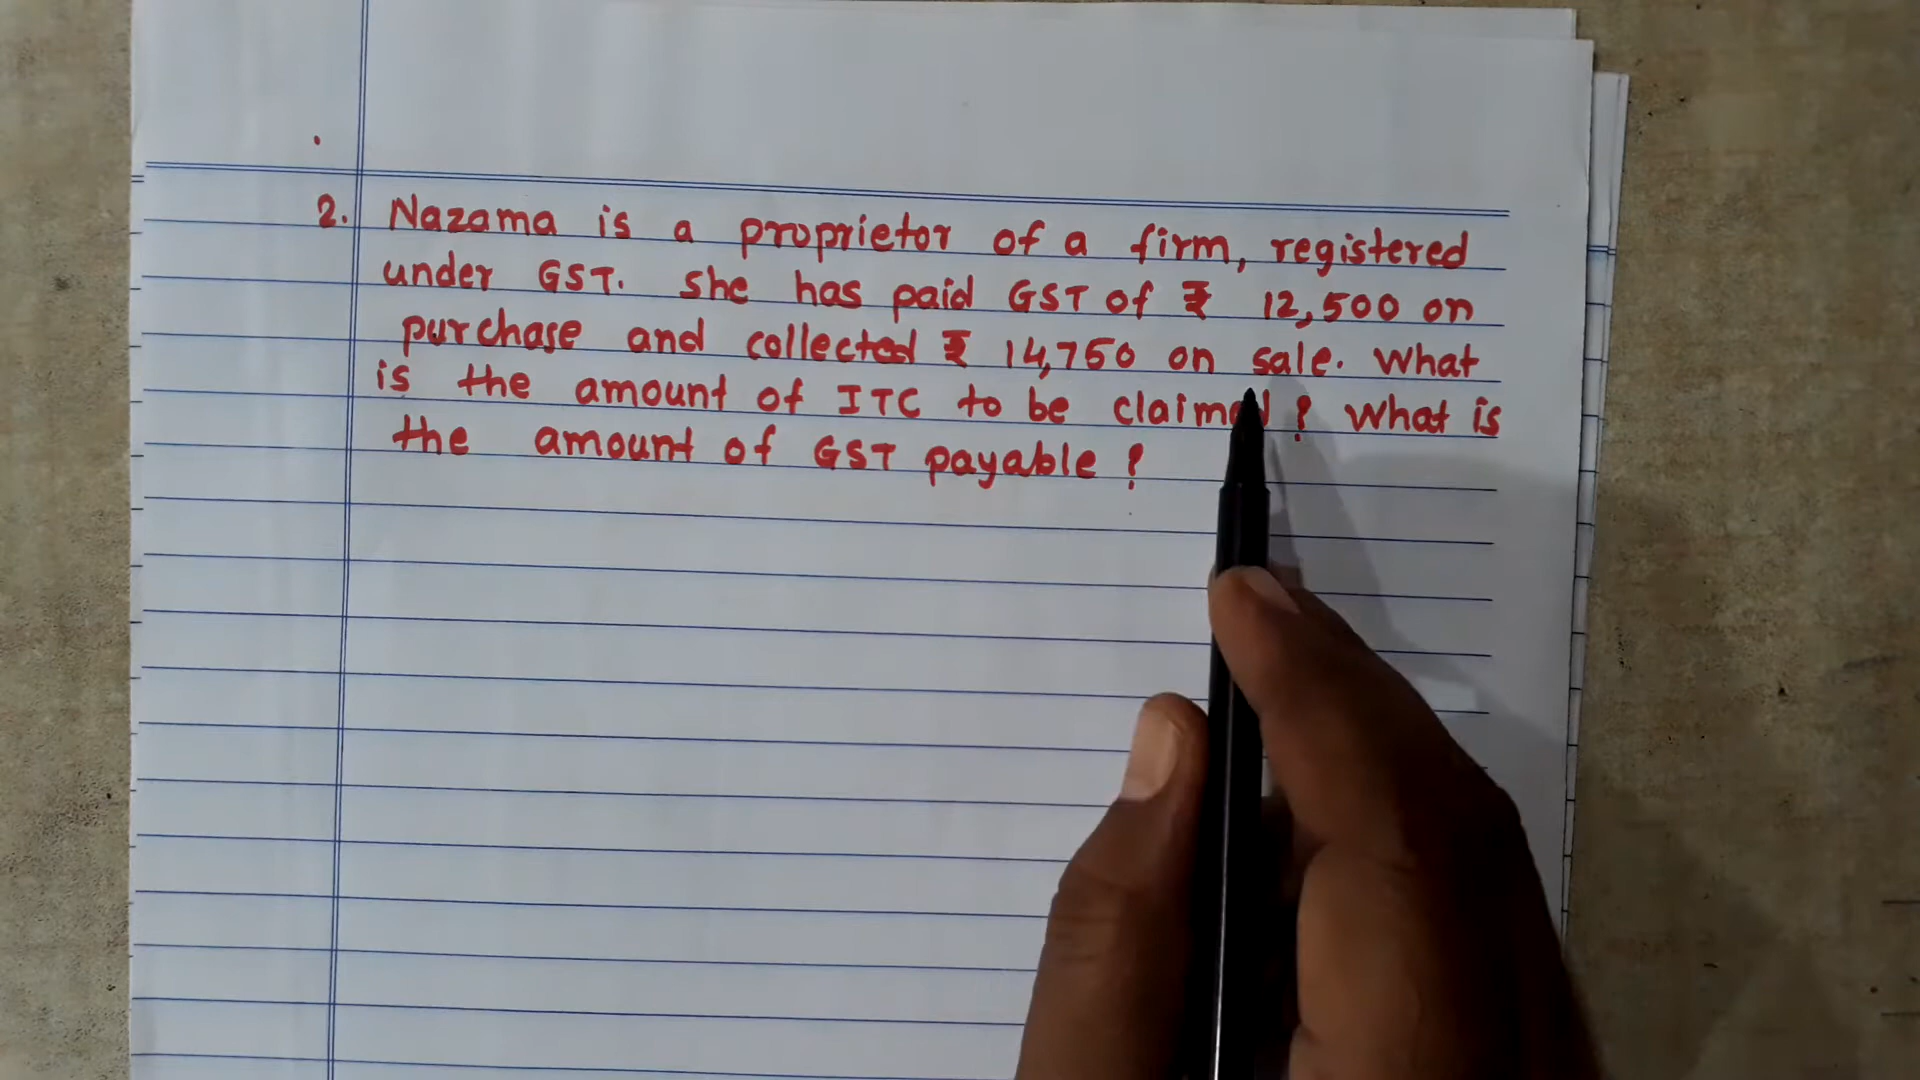 2. Nazama is a proprietor of a firm, registered
under GST. She has paid GST of ₹ 12,500 on
purchase and collected ₹ 14,750 on sale. What
is the amount of ITC to be claimed? What is
the amount of GST payable?